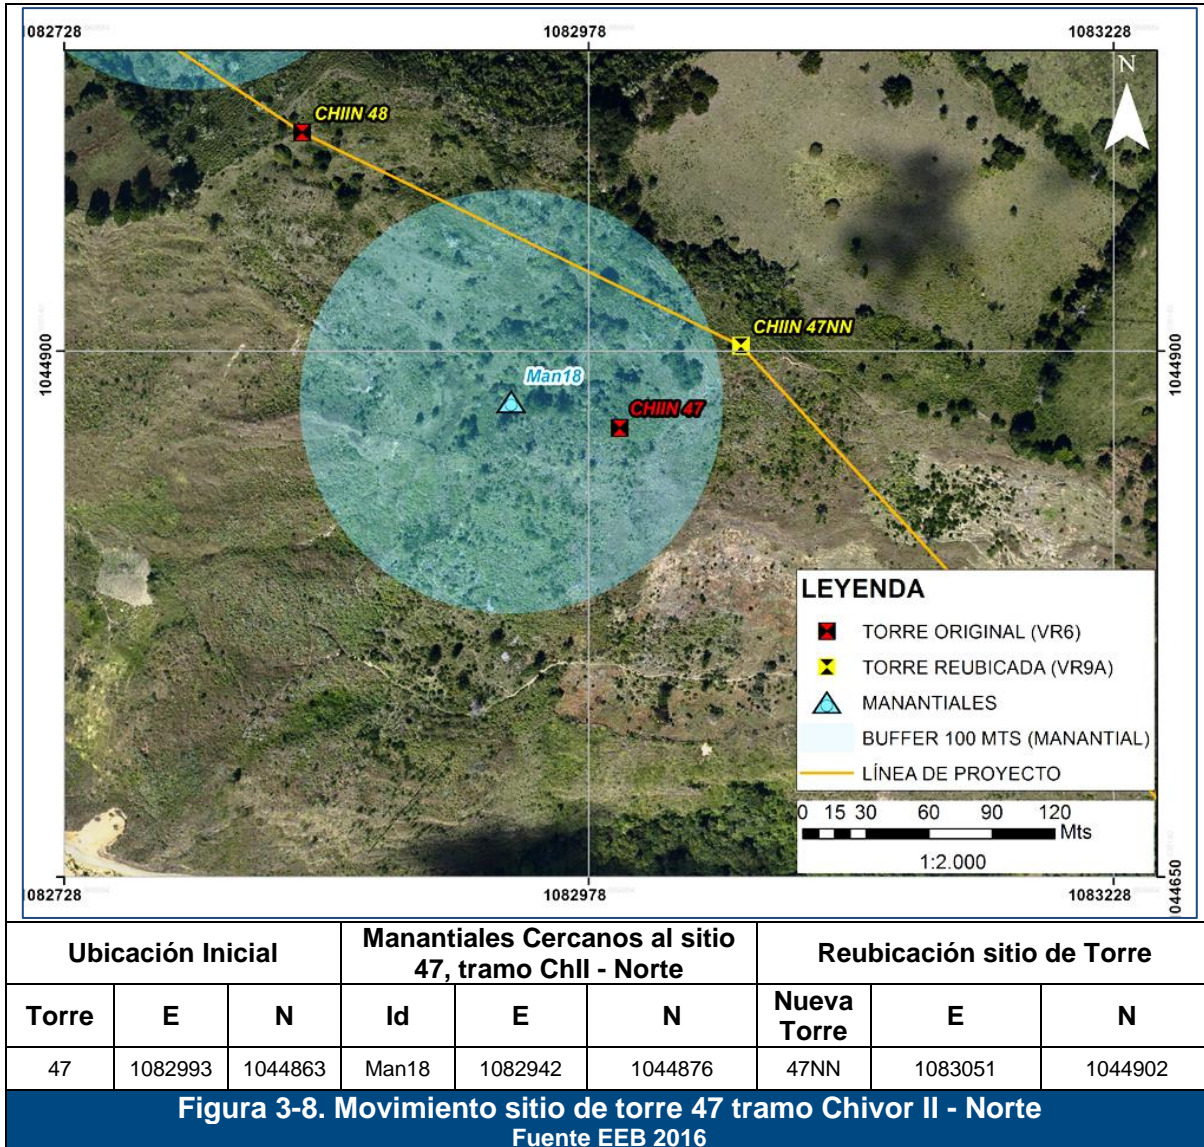 1082728 1082978 1083228
N
CHIIN 48
CHIIN 47NN
1044900
1044900
Man18
CHIIN 47
LEYENDA
TORRE ORIGINAL (VR6)
TORRE REUBICADA (VR9A)
MANANTIALES
BUFFER 100 MTS (MANANTIAL)
LÍNEA DE PROYECTO
0 15 30 60 90 120
Mts
1:2.000
1044650
1082728 1082978 1083228
Ubicación Inicial
Manantiales Cercanos al sitio
47, tramo ChII - Norte
Reubicación sitio de Torre
Torre E N Id E N Nueva
Torre E N
47 1082993 1044863 Man18 1082942 1044876 47NN 1083051 1044902
Figura 3-8. Movimiento sitio de torre 47 tramo Chivor II - Norte
Fuente EEB 2016